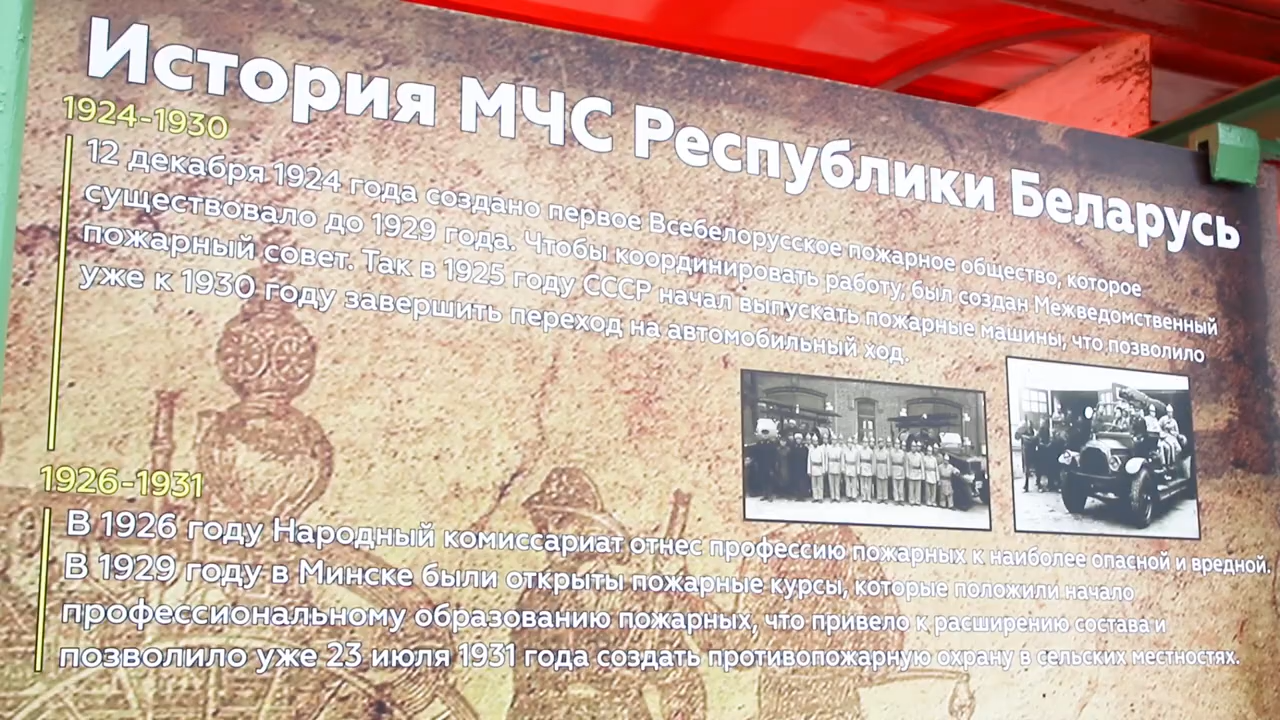 История МЧС Республики Беларусь
1924-1930
12 декабря 1924 года создано первое Всебелорусское пожарное общество, которое
существовало до 1929 года. Чтобы координировать работу, был создан Межведомственный
пожарный совет. Так в 1925 году СССР начал выпускать пожарные машины, что позволило
уже к 1930 году завершить переход на автомобильный ход.
1926-1931
В 1926 году Народный комиссариат отнес профессию пожарных к наиболее опасной и вредной.
В 1929 году в Минске были открыты пожарные курсы, которые положили начало
профессиональному образованию пожарных, что привело к расширению состава и
позволило уже 23 июля 1931 года создать противопожарную охрану в сельских местностях.